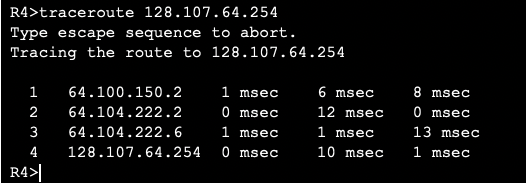 R4>traceroute 128.107.64.254
Type escape sequence to abort.
Tracing the route to 128.107.64.254
1 64.100.150.2 1 msec 6 msec 8 msec
2 64.104.222.2 0 msec 12 msec 0 msec
3 64.104.222.6 1 msec 1 msec 13 msec
4 128.107.64.254 0 msec 10 msec 1 msec
R4>